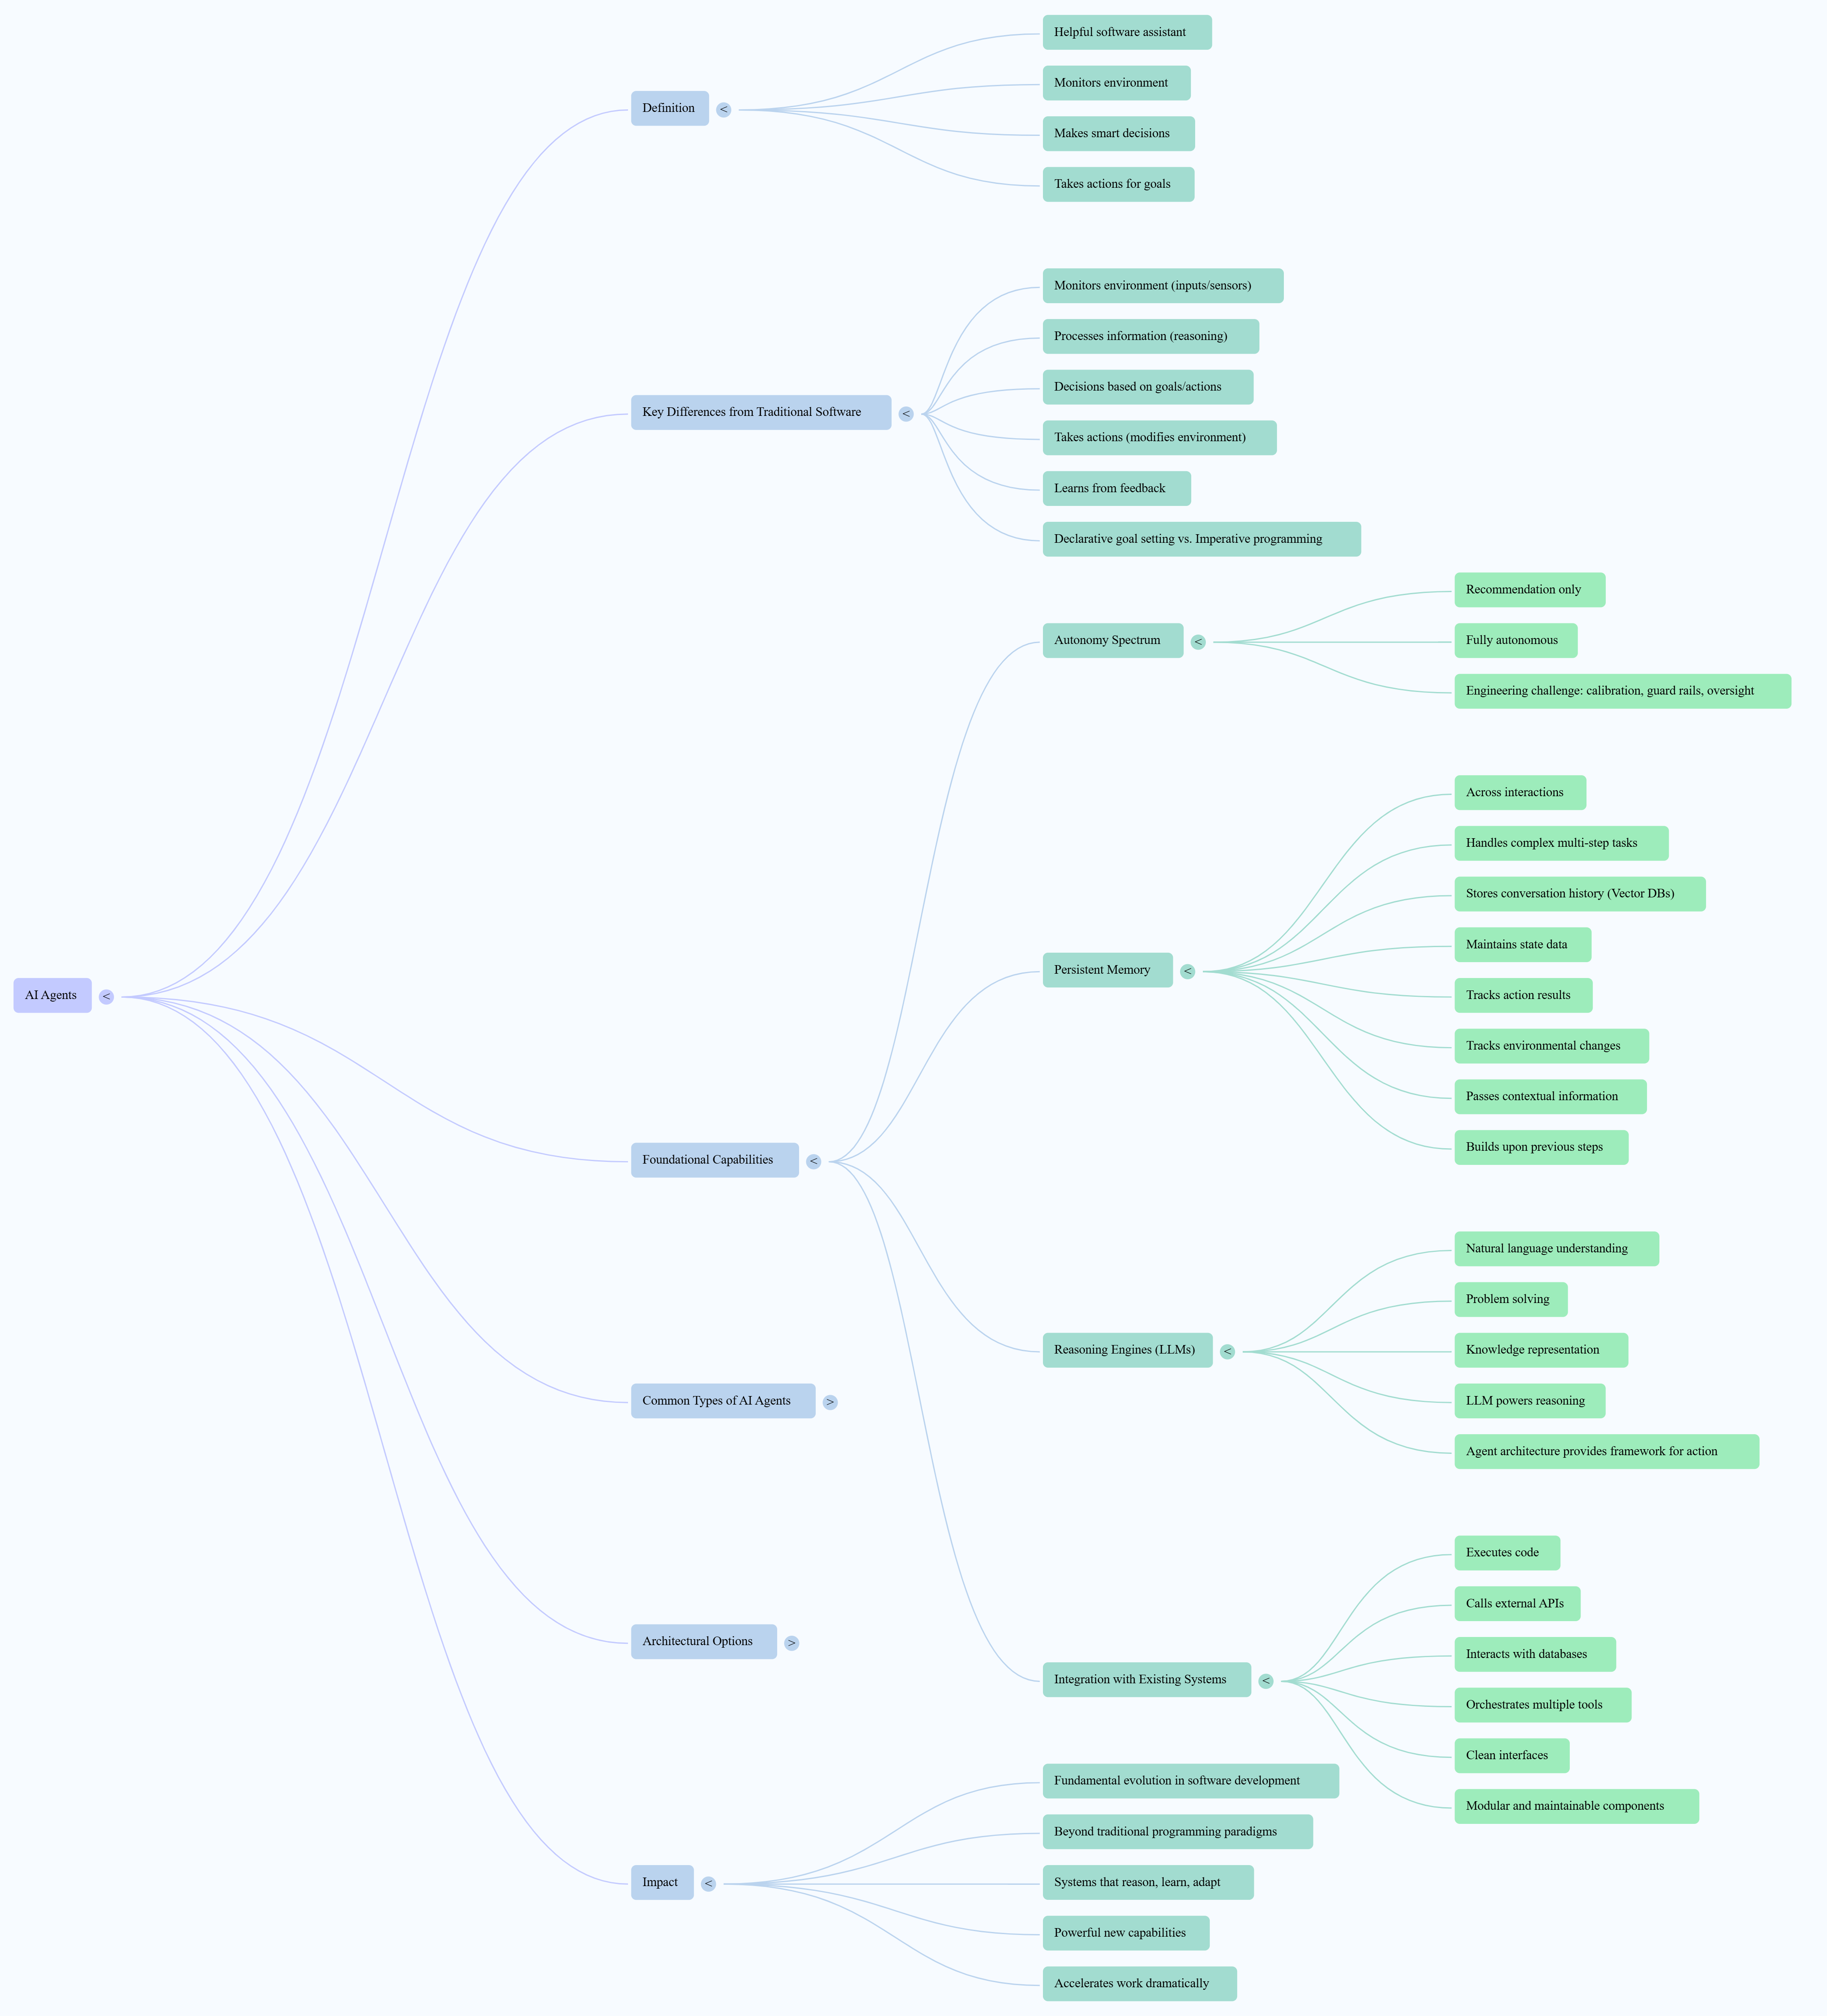 AI Agents
<
Definition
<
Helpful software assistant
Monitors environment
Makes smart decisions
Takes actions for goals
Key Differences from Traditional Software
<
Monitors environment (inputs/sensors)
Processes information (reasoning)
Decisions based on goals/actions
Takes actions (modifies environment)
Learns from feedback
Declarative goal setting vs. Imperative programming
Foundational Capabilities
<
Autonomy Spectrum
<
Recommendation only
Fully autonomous
Engineering challenge: calibration, guard rails, oversight
Persistent Memory
<
Across interactions
Handles complex multi-step tasks
Stores conversation history (Vector DBs)
Maintains state data
Tracks action results
Tracks environmental changes
Passes contextual information
Builds upon previous steps
Reasoning Engines (LLMs)
<
Natural language understanding
Problem solving
Knowledge representation
LLM powers reasoning
Agent architecture provides framework for action
Integration with Existing Systems
<
Executes code
Calls external APIs
Interacts with databases
Orchestrates multiple tools
Clean interfaces
Modular and maintainable components
Common Types of AI Agents
>
Architectural Options
>
Impact
<
Fundamental evolution in software development
Beyond traditional programming paradigms
Systems that reason, learn, adapt
Powerful new capabilities
Accelerates work dramatically